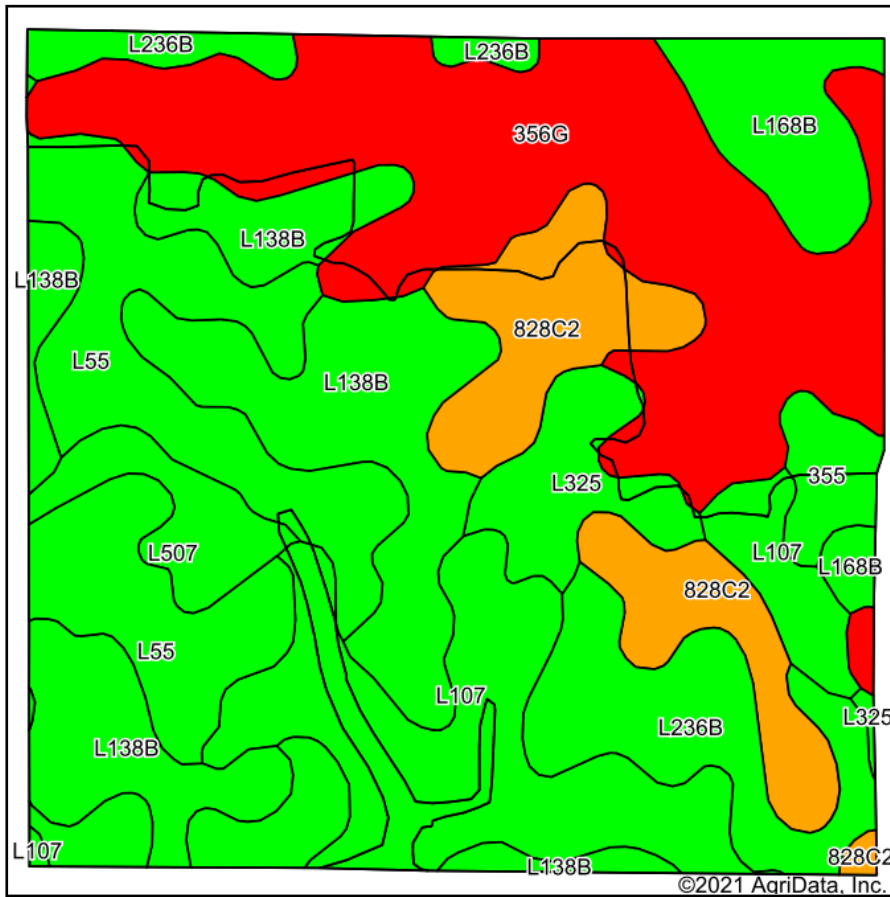 L236B
L236B
L168B
356G
L138B
L138B
828C2
L55
L138B
355
L325
L507
L107
L168B
828C2
L55
L107
L325
L236B
L138B
L107
828C2
L138B
©2021 AgriData, Inc.